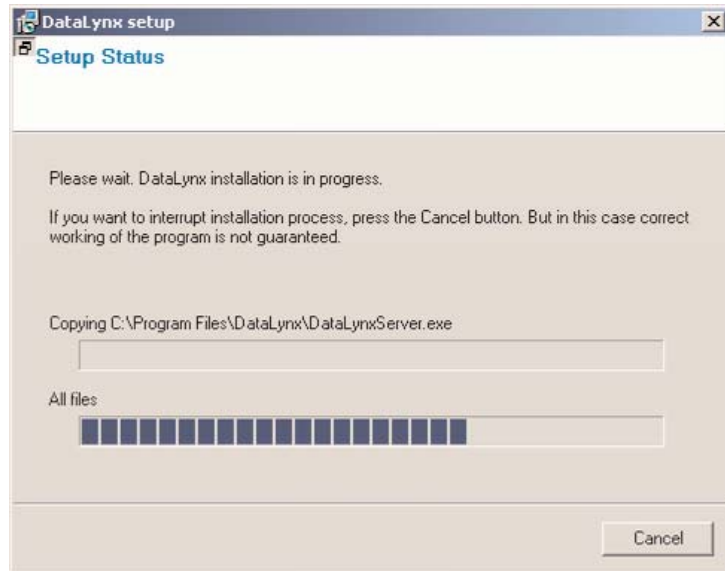 DataLynx setup
Setup Status
Please wait. DataLynx installation is in progress.
If you want to interrupt installation process, press the Cancel button. But in this case correct
working of the program is not guaranteed.
Copying C:\Program Files\DataLynx\DataLynxServer.exe
All files
Cancel